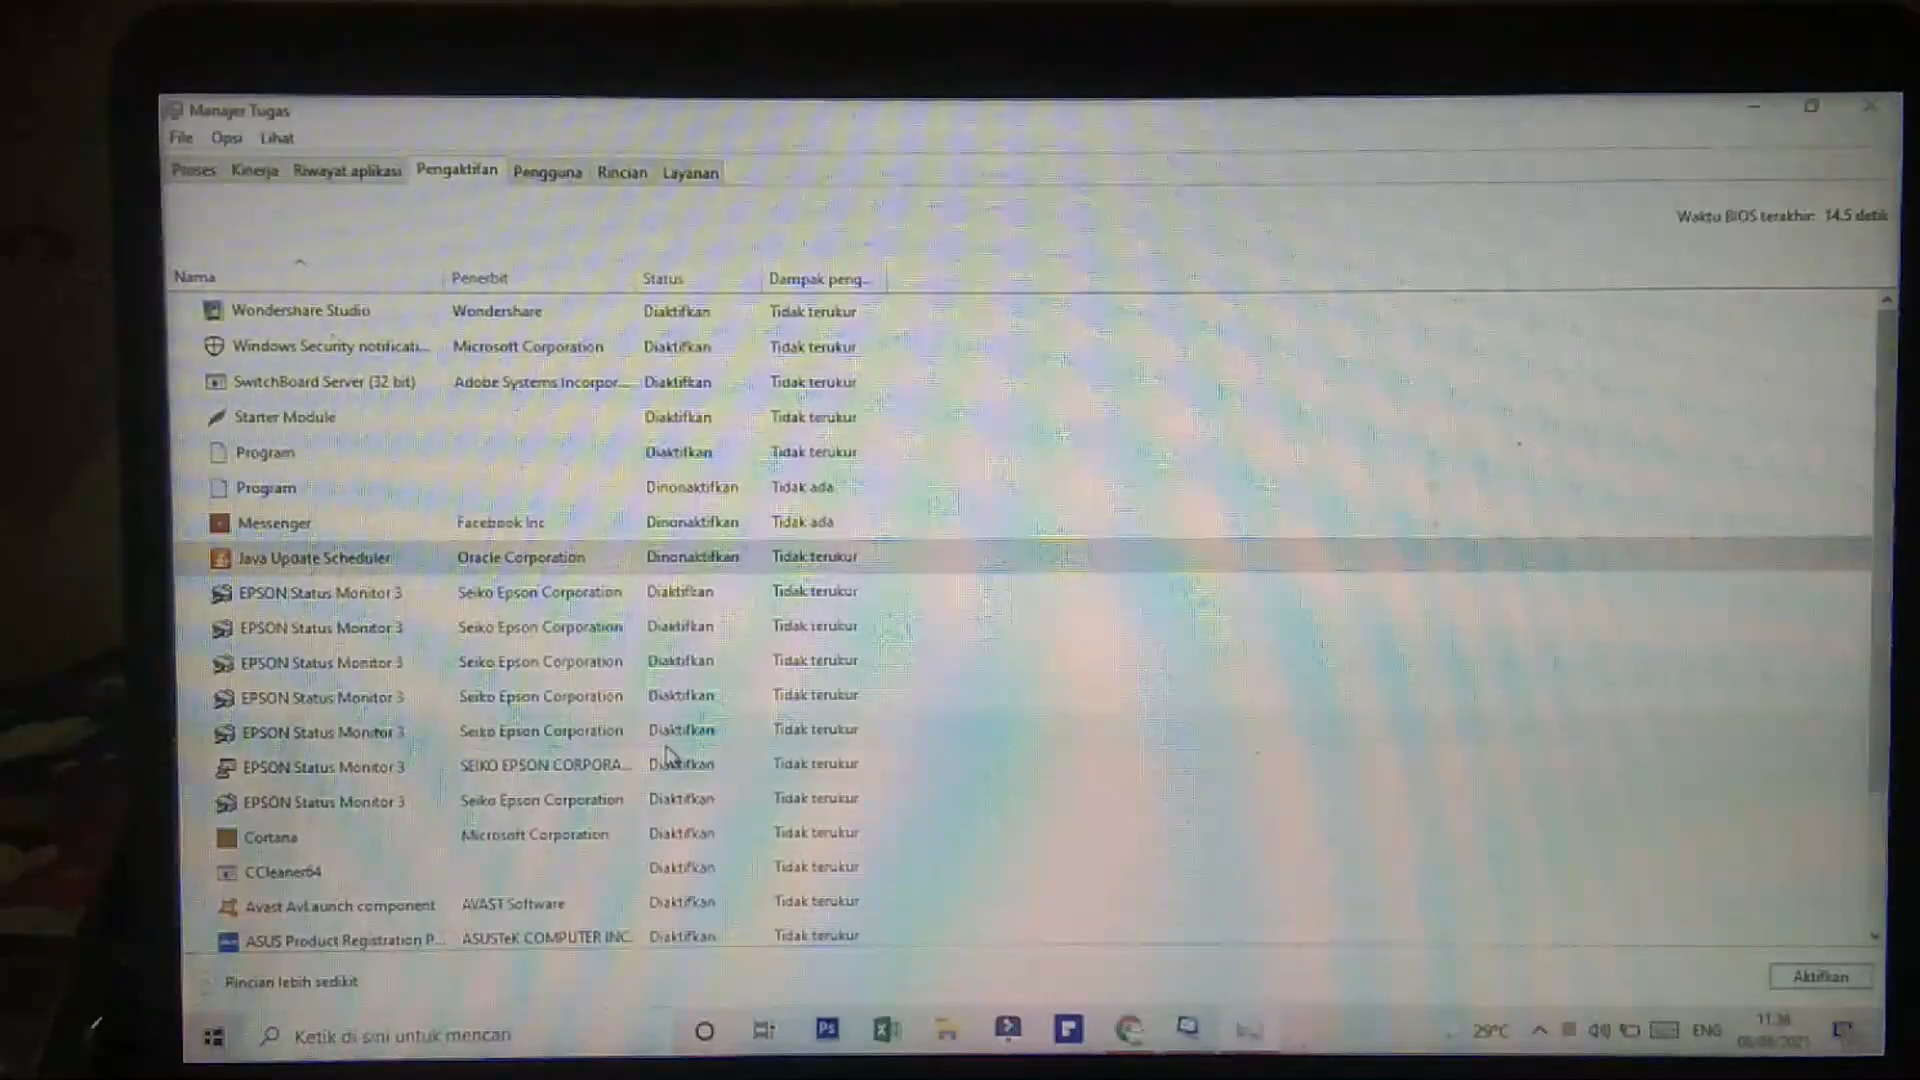 Manajer Tugas
File Opsi Lihat
Proses Kinerja Riwayat aplikasi Pengaktifan Pengguna Rincian Layanan
Waktu BIOS terakhir: 14.5 detik
Nama Penerbit Status Dampak peng...
Wondershare Studio Wondershare Diaktifkan Tidak terukur
Windows Security notificati... Microsoft Corporation Diaktifkan Tidak terukur
SwitchBoard Server (32 bit) Adobe Systems Incorpor... Diaktifkan Tidak terukur
Starter Module Diaktifkan Tidak terukur
Program Diaktifkan Tidak terukur
Program Dinonaktifkan Tidak ada
Messenger Facebook Inc Dinonaktifkan Tidak ada
Java Update Scheduler Oracle Corporation Dinonaktifkan Tidak terukur
EPSON Status Monitor 3 Seiko Epson Corporation Diaktifkan Tidak terukur
EPSON Status Monitor 3 Seiko Epson Corporation Diaktifkan Tidak terukur
EPSON Status Monitor 3 Seiko Epson Corporation Diaktifkan Tidak terukur
EPSON Status Monitor 3 Seiko Epson Corporation Diaktifkan Tidak terukur
EPSON Status Monitor 3 Seiko Epson Corporation Diaktifkan Tidak terukur
EPSON Status Monitor 3 SEIKO EPSON CORPORA... Diaktifkan Tidak terukur
EPSON Status Monitor 3 Seiko Epson Corporation Diaktifkan Tidak terukur
Cortana Microsoft Corporation Diaktifkan Tidak terukur
CCleaner64 Diaktifkan Tidak terukur
Avast AvLaunch component AVAST Software Diaktifkan Tidak terukur
ASUS Product Registration P... ASUSTeK COMPUTER INC. Diaktifkan Tidak terukur
Rincian lebih sedikit
Aktifkan
Ketik di sini untuk mencari
Ps
29°C
ENG
11.36